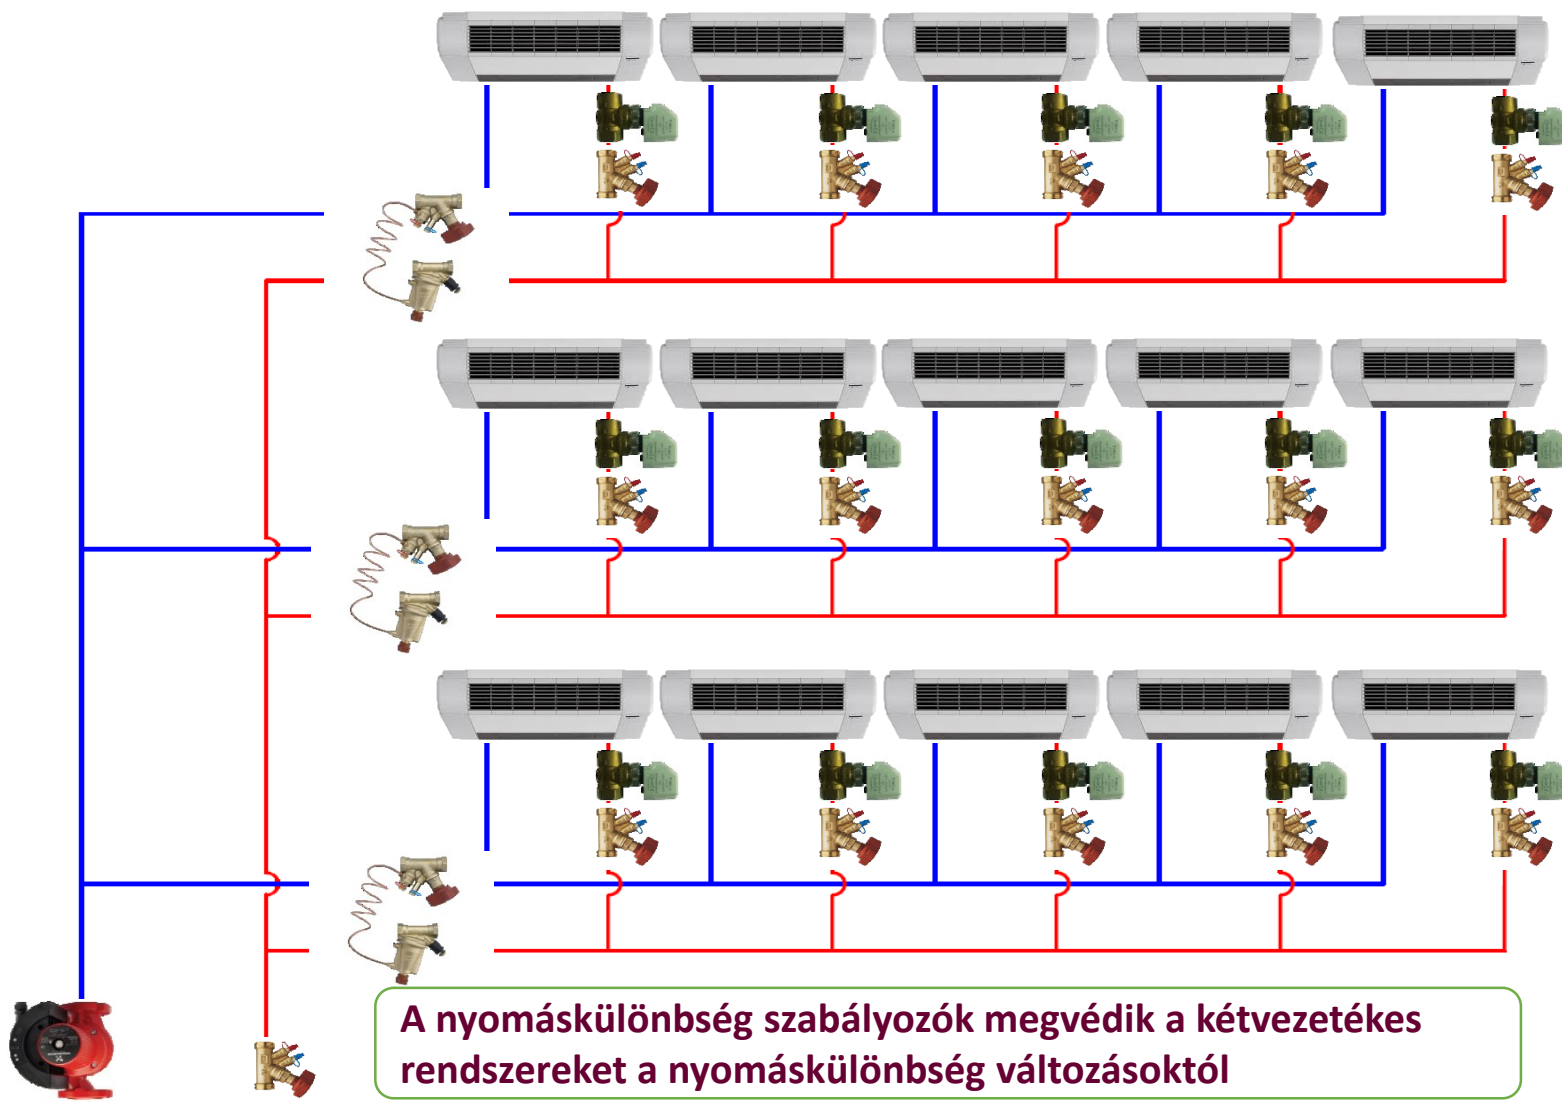 A nyomáskülönbség szabályozók megvédik a kétvezetékes
rendszereket a nyomáskülönbség változásoktól